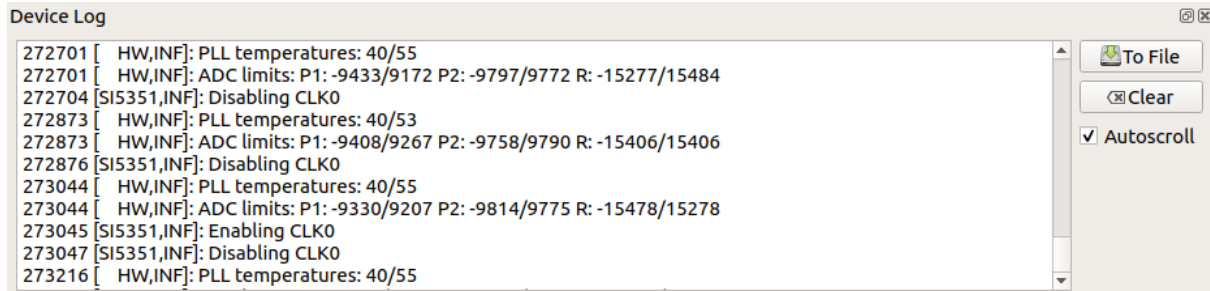 Device Log
272701 [   HW,INF]: PLL temperatures: 40/55
272701 [   HW,INF]: ADC limits: P1: -9433/9172 P2: -9797/9772 R: -15277/15484
272704 [SI5351,INF]: Disabling CLK0
272873 [   HW,INF]: PLL temperatures: 40/53
272873 [   HW,INF]: ADC limits: P1: -9408/9267 P2: -9758/9790 R: -15406/15406
272876 [SI5351,INF]: Disabling CLK0
273044 [   HW,INF]: PLL temperatures: 40/55
273044 [   HW,INF]: ADC limits: P1: -9330/9207 P2: -9814/9775 R: -15478/15278
273045 [SI5351,INF]: Enabling CLK0
273047 [SI5351,INF]: Disabling CLK0
273216 [   HW,INF]: PLL temperatures: 40/55
To File
Clear
Autoscroll